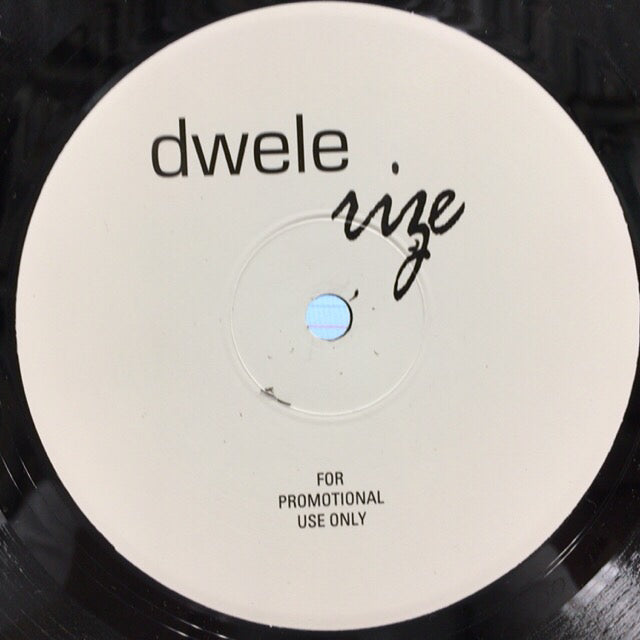 dwele
rize
FOR
PROMOTIONAL
USE ONLY